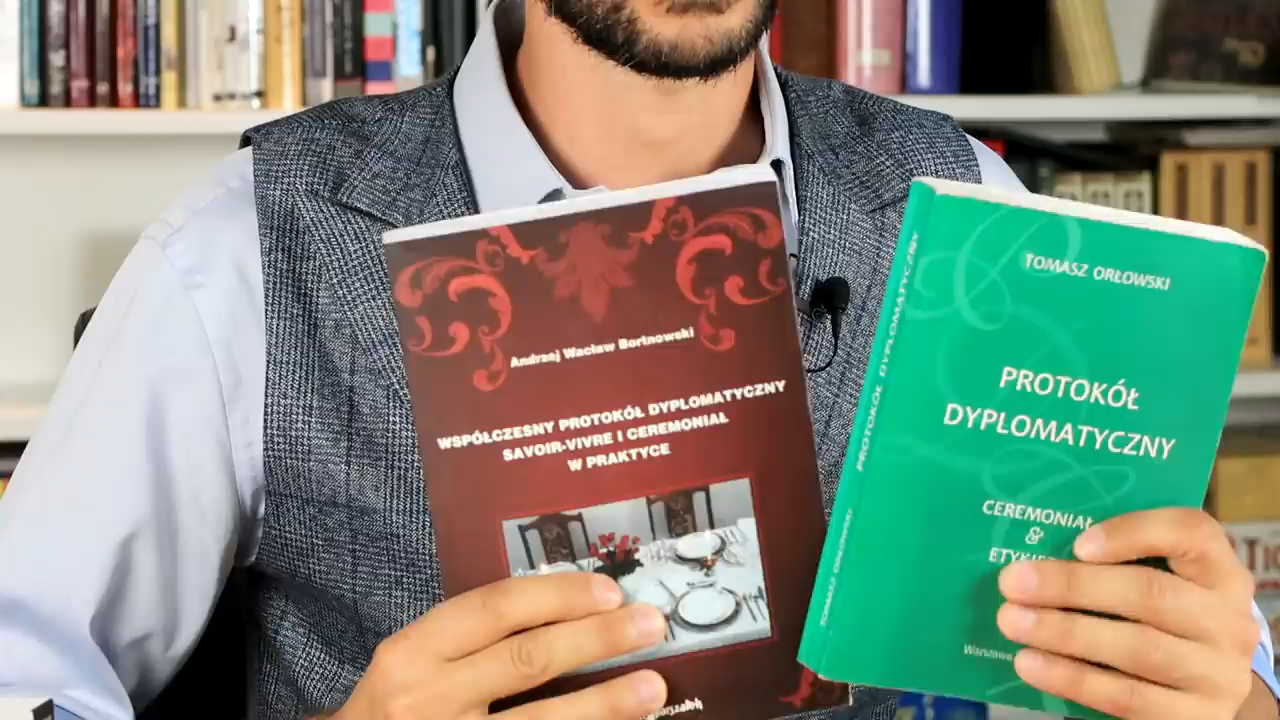 Andrzej Wacław Bortnowski
WSPÓŁCZESNY PROTOKÓŁ DYPLOMATYCZNY
SAVOIR-VIVRE I CEREMONIAŁ
W PRAKTYCE
TOMASZ ORŁOWSKI
PROTOKÓŁ
DYPLOMATYCZNY
CEREMONIAŁ
&
Warszawa
PROTOKÓŁ DYPLOMATYCZNY
TOMASZ ORŁOWSKI